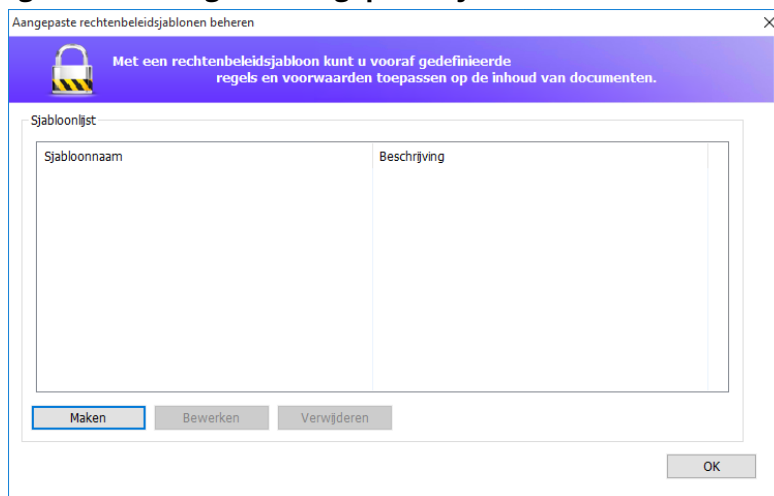 Aangepaste rechtenbeleidsjablonen beheren
Met een rechtenbeleidsjabloon kunt u vooraf gedefinieerde
regels en voorwaarden toepassen op de inhoud van documenten.
Sjabloonlijst
Sjabloonnaam
Beschrijving
Maken
Bewerken
Verwijderen
OK